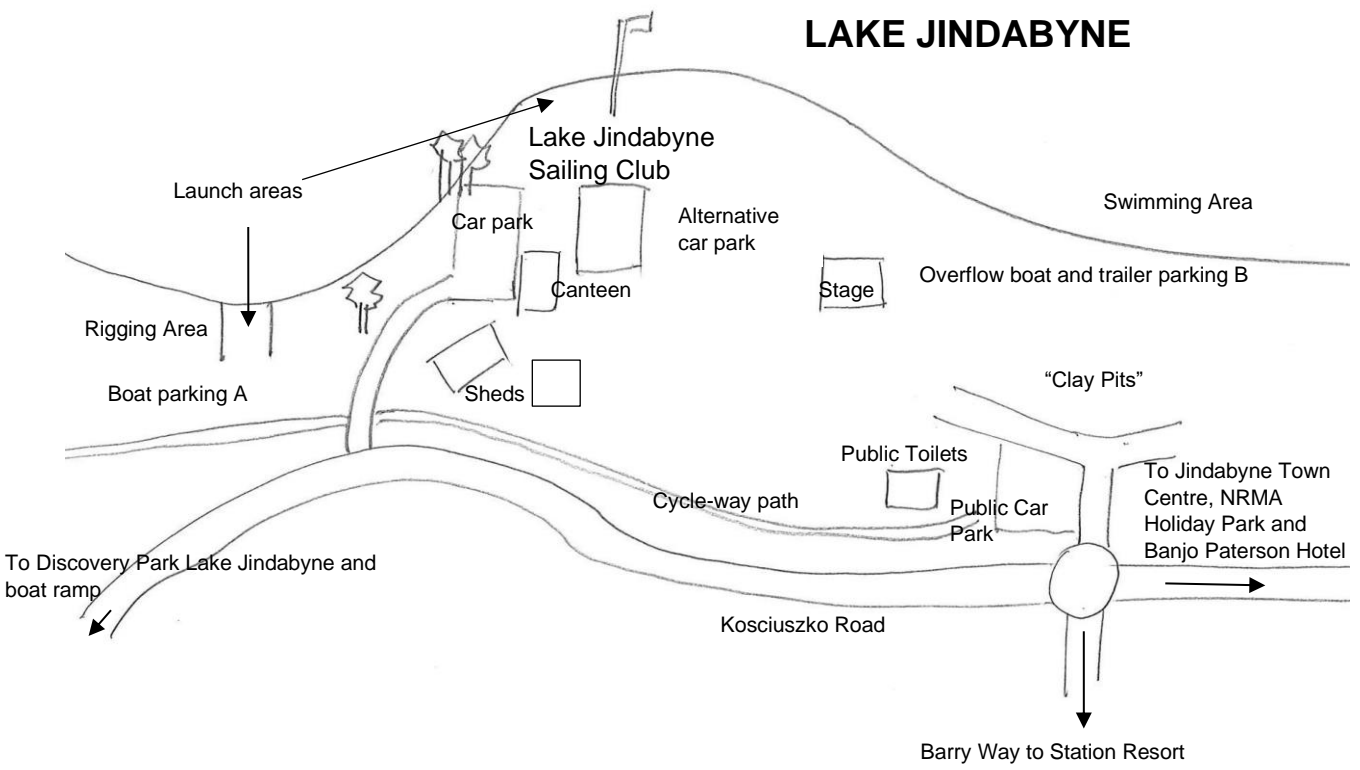 LAKE JINDABYNE
Lake Jindabyne
Sailing Club
Launch areas
Car park
Alternative
car park
Swimming Area
Canteen
Stage
Overflow boat and trailer parking B
Rigging Area
Boat parking A
Sheds
“Clay Pits”
Public Toilets
Cycle-way path
Public Car
Park
To Jindabyne Town
Centre, NRMA
Holiday Park and
Banjo Paterson Hotel
To Discovery Park Lake Jindabyne and
boat ramp
Kosciuszko Road
Barry Way to Station Resort